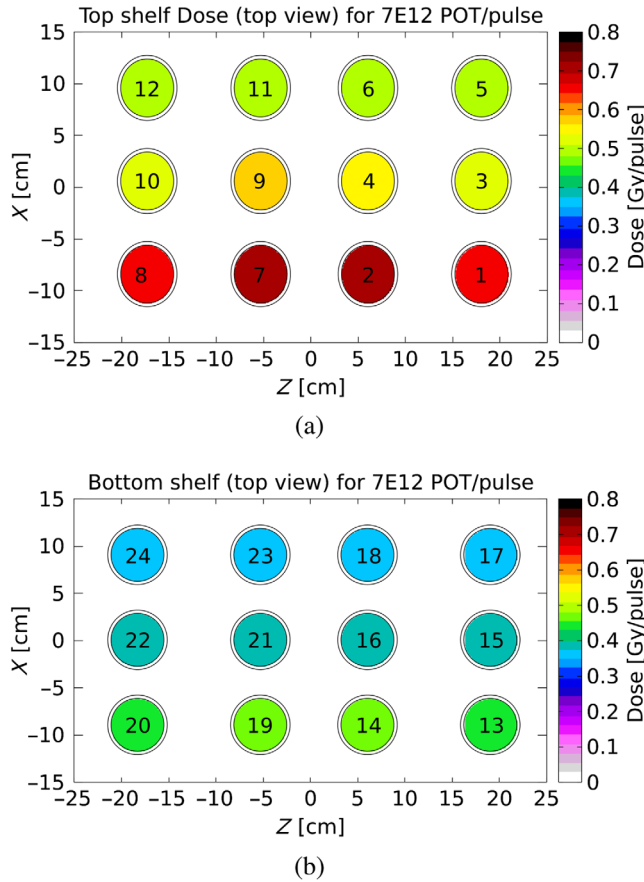 Top shelf Dose (top view) for 7E12 POT/pulse
15
10
5
0
−5
−10
−15
X [cm]
12 11 6 5
10 9 4 3
8 7 2 1
−25 −20 −15 −10 −5 0 5 10 15 20 25
Z [cm]
0.8
0.7
0.6
0.5
0.4
0.3
0.2
0.1
0
Dose [Gy/pulse]
(a)
Bottom shelf (top view) for 7E12 POT/pulse
15
10
5
0
−5
−10
−15
X [cm]
24 23 18 17
22 21 16 15
20 19 14 13
−25 −20 −15 −10 −5 0 5 10 15 20 25
Z [cm]
0.8
0.7
0.6
0.5
0.4
0.3
0.2
0.1
0
Dose [Gy/pulse]
(b)